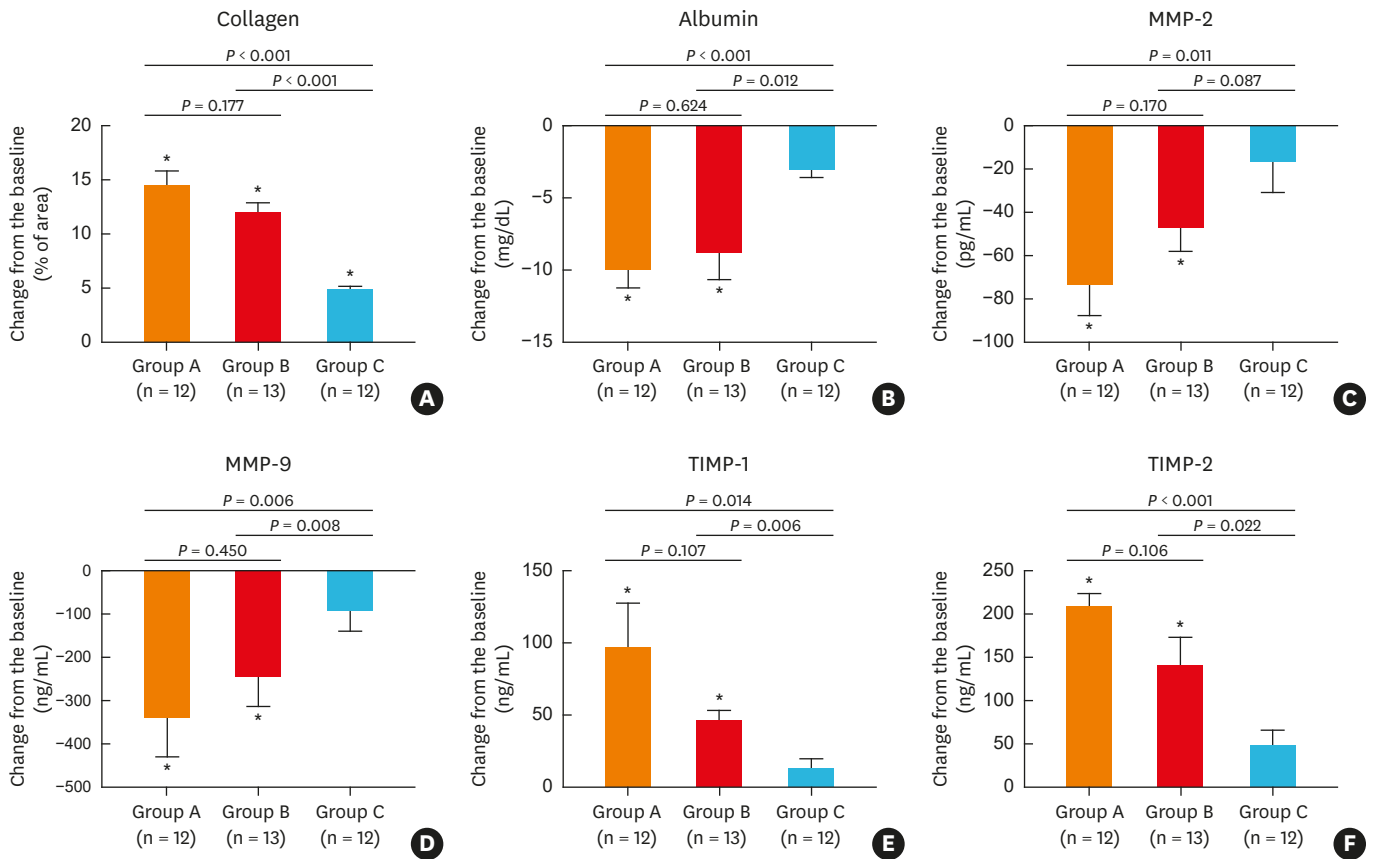 Collagen
P < 0.001
P < 0.001
P = 0.177
Change from the baseline
(% of area)
20
15
10
5
0
*
*
*
Group A
(n = 12)
Group B
(n = 13)
Group C
(n = 12)
A
Albumin
P < 0.001
P = 0.012
P = 0.624
Change from the baseline
(mg/dL)
0
−5
−10
−15
*
*
Group A
(n = 12)
Group B
(n = 13)
Group C
(n = 12)
B
MMP-2
P = 0.011
P = 0.087
P = 0.170
Change from the baseline
(pg/mL)
0
−20
−40
−60
−80
−100
*
*
Group A
(n = 12)
Group B
(n = 13)
Group C
(n = 12)
C
MMP-9
P = 0.006
P = 0.008
P = 0.450
Change from the baseline
(ng/mL)
0
−100
−200
−300
−400
−500
*
*
Group A
(n = 12)
Group B
(n = 13)
Group C
(n = 12)
D
TIMP-1
P = 0.014
P = 0.006
P = 0.107
Change from the baseline
(ng/mL)
150
100
50
0
*
*
Group A
(n = 12)
Group B
(n = 13)
Group C
(n = 12)
E
TIMP-2
P < 0.001
P = 0.022
P = 0.106
Change from the baseline
(ng/mL)
250
200
150
100
50
0
*
*
Group A
(n = 12)
Group B
(n = 13)
Group C
(n = 12)
F